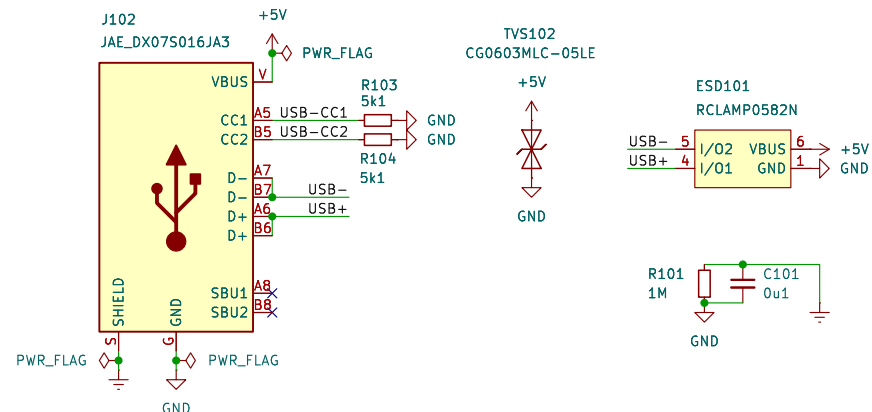 J102
JAE_DX07S016JA3
+5V
PWR_FLAG
VBUS V
CC1 A5 USB-CC1
R103
5k1
GND
CC2 B5 USB-CC2
GND
R104
5k1
D- A7
D- B7 USB-
D+ A6 USB+
D+ B6
SBU1 A8
SBU2 B8
SHIELD
GND
S
G
PWR_FLAG
PWR_FLAG
GND
TVS102
CG0603MLC-05LE
+5V
GND
ESD101
RCLAMP0582N
USB- 5 I/O2 VBUS 6 +5V
USB+ 4 I/O1 GND 1 GND
R101
1M
C101
0u1
GND